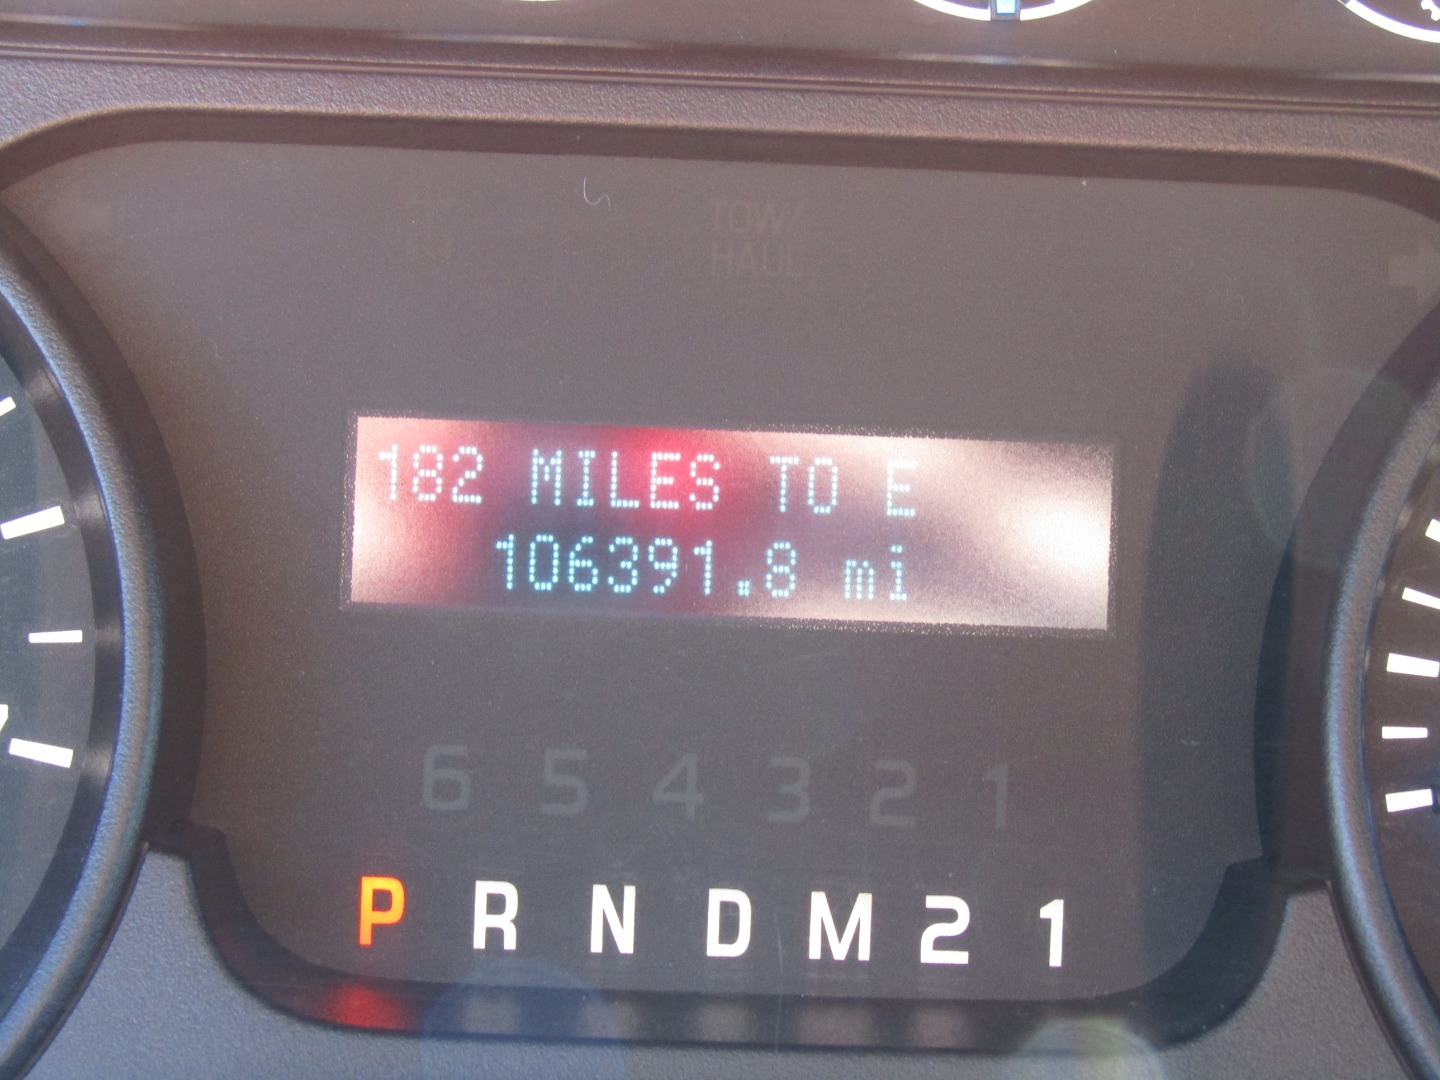 TOW/
HAUL
182 MILES TO E
106391.8 mi
6 5 4 3 2 1
P R N D M 2 1